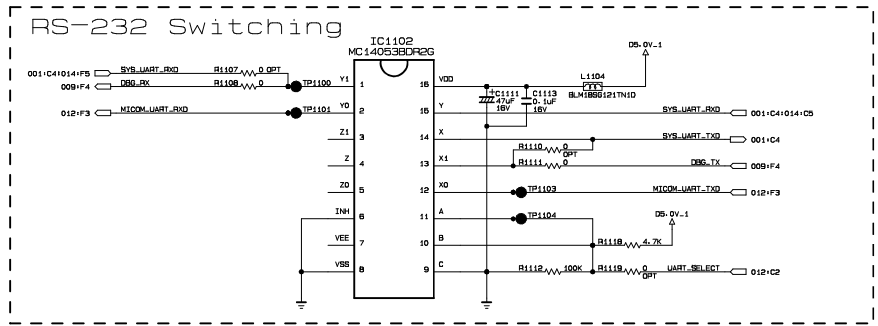 RS-232 Switching
IC1102
MC14053BDR2G
D5.0V_1
001:C4;014:F5 SYS_UART_RXD R1107 0 OPT
009:F4 DBG_RX R1108 0 TP1100 Y1 1
012:F3 MICOM_UART_RXD TP1101 Y0 2
Z1 3
Z 4
Z0 5
INH 6
VEE 7
VSS 8
16 VDD
C1111
47uF
16V
C1113
0.1uF
16V
L1104
BLM18SG121TN1D
15 Y SYS_UART_RXD 001:C4;014:C5
14 X SYS_UART_TXD 001:C4
R1110 0
OPT
13 X1 R1111 0 DBG_TX 009:F4
12 X0 TP1103 MICOM_UART_TXD 012:F3
11 A TP1104
D5.0V_1
10 B R1118 4.7K
9 C R1112 100K R1119 0
OPT
UART_SELECT 012:C2